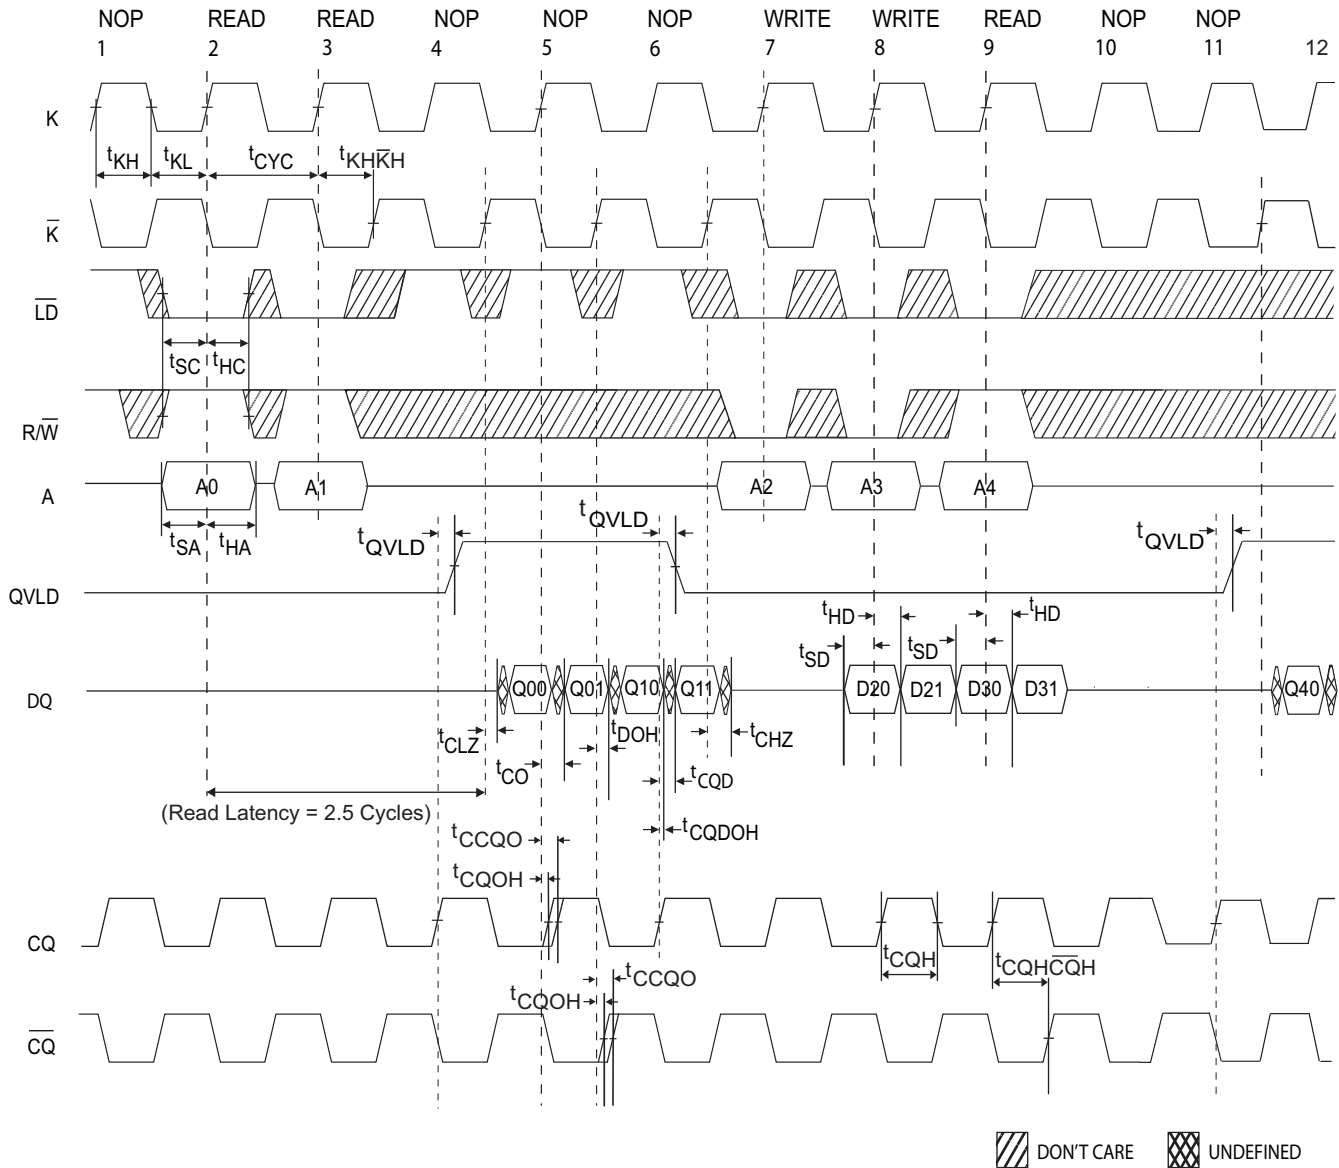 NOP READ READ NOP NOP NOP WRITE WRITE READ NOP NOP
1 2 3 4 5 6 7 8 9 10 11 12
K
tKH tKL tCYC tKHK̅H
K̅
L̅D̅
tSC tHC
R/W̅
A A0 A1 A2 A3 A4
tSA tHA tQVLD tQVLD tQVLD
QVLD
tHD tHD
tSD tSD
DQ Q00 Q01 Q10 Q11 D20 D21 D30 D31 Q40
tCLZ tDOH tCHZ
tCO tCQD
(Read Latency = 2.5 Cycles)
tCQDOH
tCCQO
tCQOH
CQ
tCQH tCQHC̅Q̅H
tCCQO
tCQOH
C̅Q̅
DON'T CARE UNDEFINED